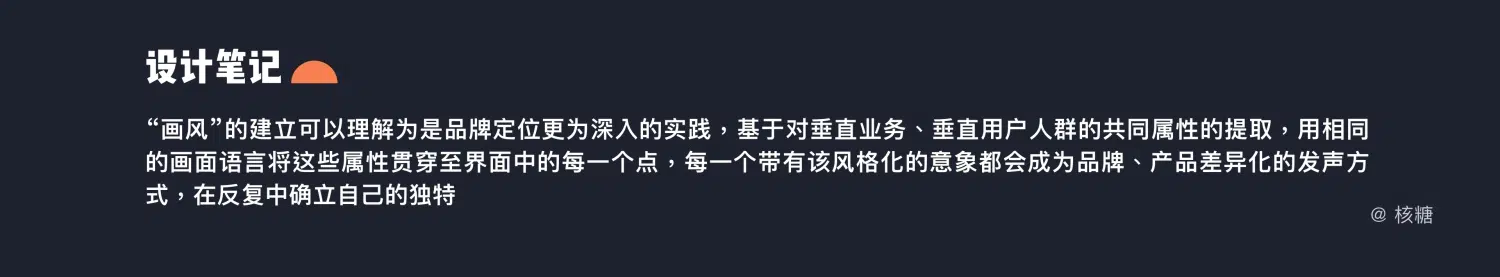 设计笔记
“画风”的建立可以理解为是品牌定位更为深入的实践，基于对垂直业务、垂直用户人群的共同属性的提取，用相同
的画面语言将这些属性贯穿至界面中的每一个点，每一个带有该风格化的意象都会成为品牌、产品差异化的发声方
式，在反复中确立自己的独特
@ 核糖